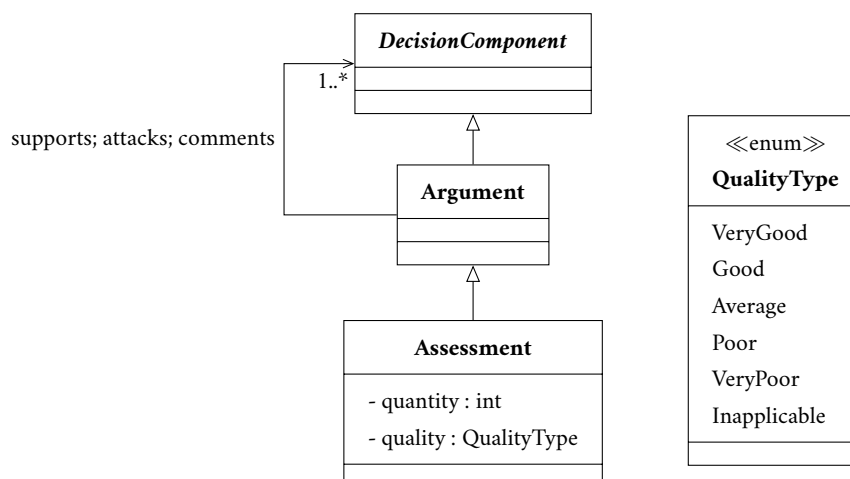 DecisionComponent
1..*
supports; attacks; comments
Argument
Assessment
- quantity : int
- quality : QualityType
≪enum≫
QualityType
VeryGood
Good
Average
Poor
VeryPoor
Inapplicable